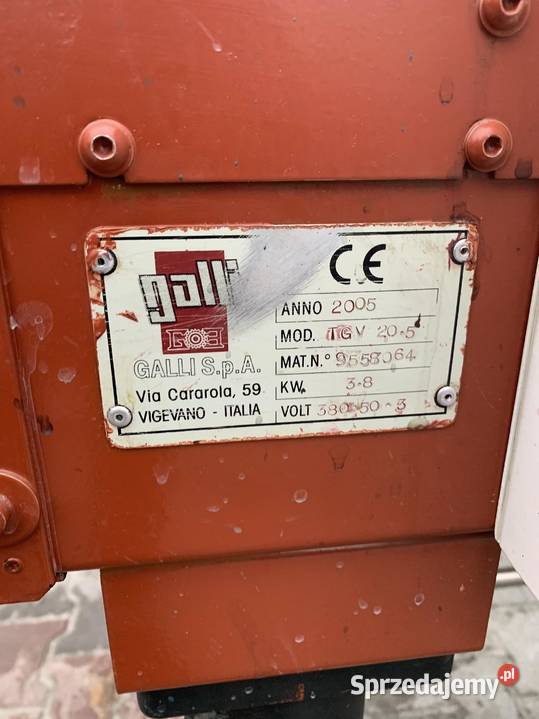 galli
CE
ANNO 2005
MOD. TGV 20.5
GALLI S.p.A.
MAT.N.° 9558064
Via Cararola, 59
KW. 3.8
VIGEVANO - ITALIA
VOLT 380.50-3
Sprzedajemy.pl